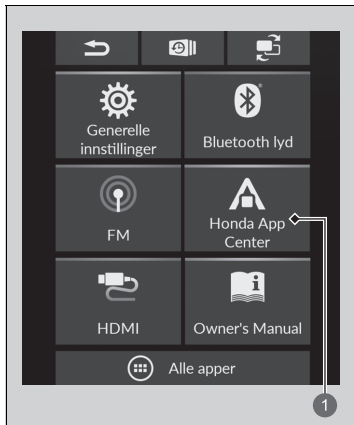 Generelle
innstillinger
Bluetooth lyd
FM
Honda App
Center
HDMI
Owner's Manual
Alle apper
1